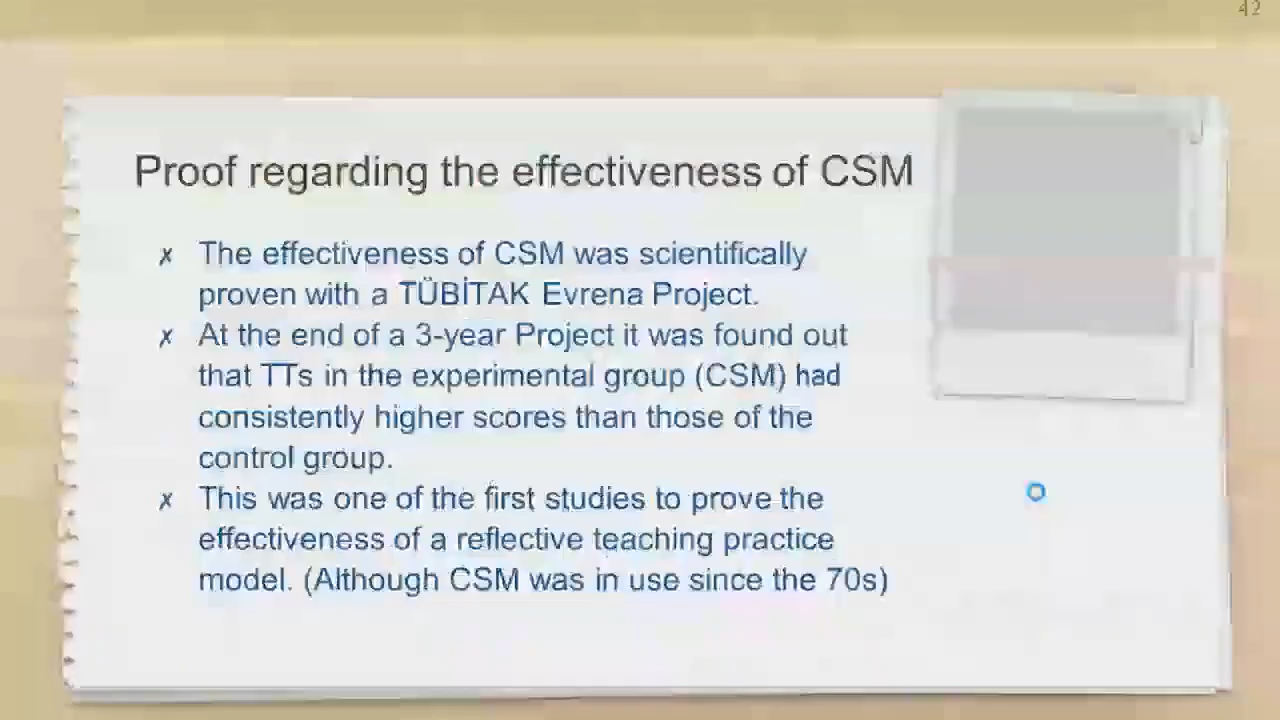 42
Proof regarding the effectiveness of CSM
✗ The effectiveness of CSM was scientifically
proven with a TÜBİTAK Evrena Project.
✗ At the end of a 3-year Project it was found out
that TTs in the experimental group (CSM) had
consistently higher scores than those of the
control group.
✗ This was one of the first studies to prove the
effectiveness of a reflective teaching practice
model. (Although CSM was in use since the 70s)